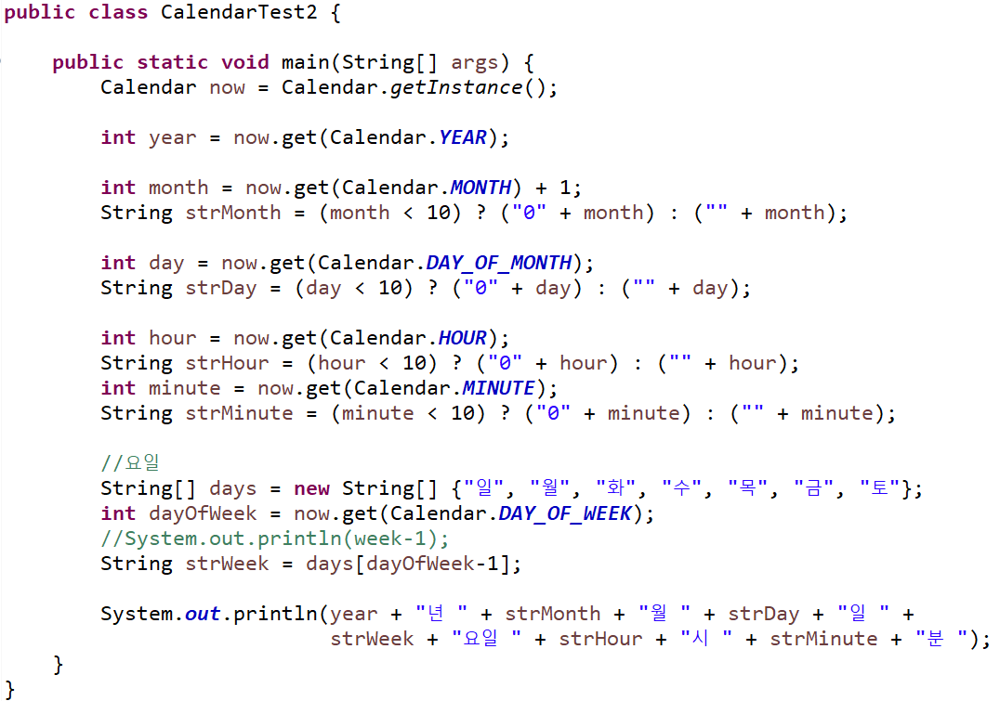 public class CalendarTest2 {
public static void main(String[] args) {
Calendar now = Calendar.getInstance();
int year = now.get(Calendar.YEAR);
int month = now.get(Calendar.MONTH) + 1;
String strMonth = (month < 10) ? ("0" + month) : ("" + month);
int day = now.get(Calendar.DAY_OF_MONTH);
String strDay = (day < 10) ? ("0" + day) : ("" + day);
int hour = now.get(Calendar.HOUR);
String strHour = (hour < 10) ? ("0" + hour) : ("" + hour);
int minute = now.get(Calendar.MINUTE);
String strMinute = (minute < 10) ? ("0" + minute) : ("" + minute);
//요일
String[] days = new String[] {"일", "월", "화", "수", "목", "금", "토"};
int dayOfWeek = now.get(Calendar.DAY_OF_WEEK);
//System.out.println(week-1);
String strWeek = days[dayOfWeek-1];
System.out.println(year + "년 " + strMonth + "월 " + strDay + "일 " +
strWeek + "요일 " + strHour + "시 " + strMinute + "분 ");
}
}